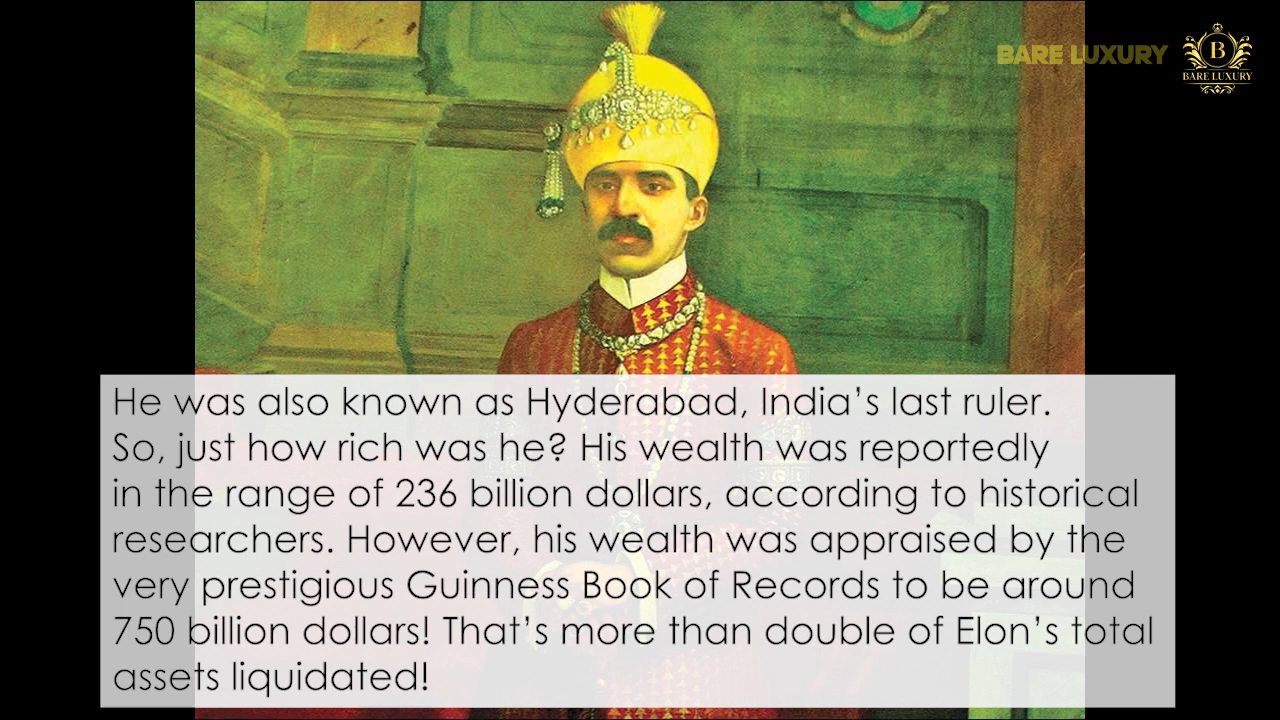 BARE LUXURY
B
BARE LUXURY
He was also known as Hyderabad, India’s last ruler.
So, just how rich was he? His wealth was reportedly
in the range of 236 billion dollars, according to historical
researchers. However, his wealth was appraised by the
very prestigious Guinness Book of Records to be around
750 billion dollars! That’s more than double of Elon’s total
assets liquidated!